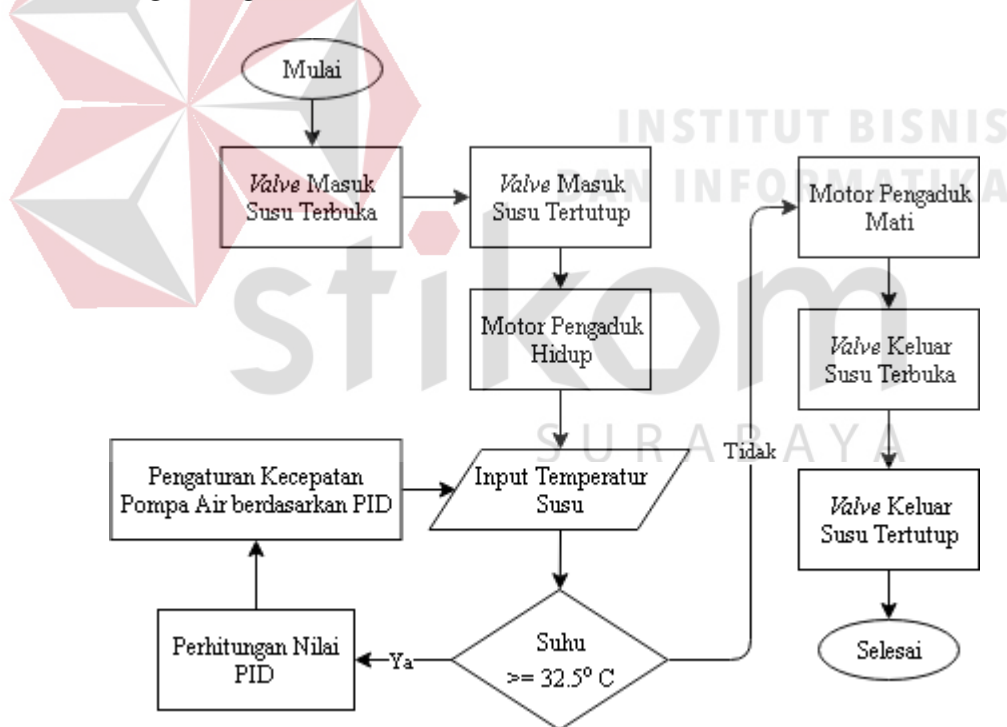 Mulai
Valve Masuk
Susu Terbuka
Valve Masuk
Susu Tertutup
Motor Pengaduk
Hidup
Input Temperatur
Susu
Suhu
>= 32.5° C
Ya
Perhitungan Nilai
PID
Pengaturan Kecepatan
Pompa Air berdasarkan PID
Tidak
Motor Pengaduk
Mati
Valve Keluar
Susu Terbuka
Valve Keluar
Susu Tertutup
Selesai
INSTITUT BISNIS
DAN INFORMATIKA
stikom
SURABAYA